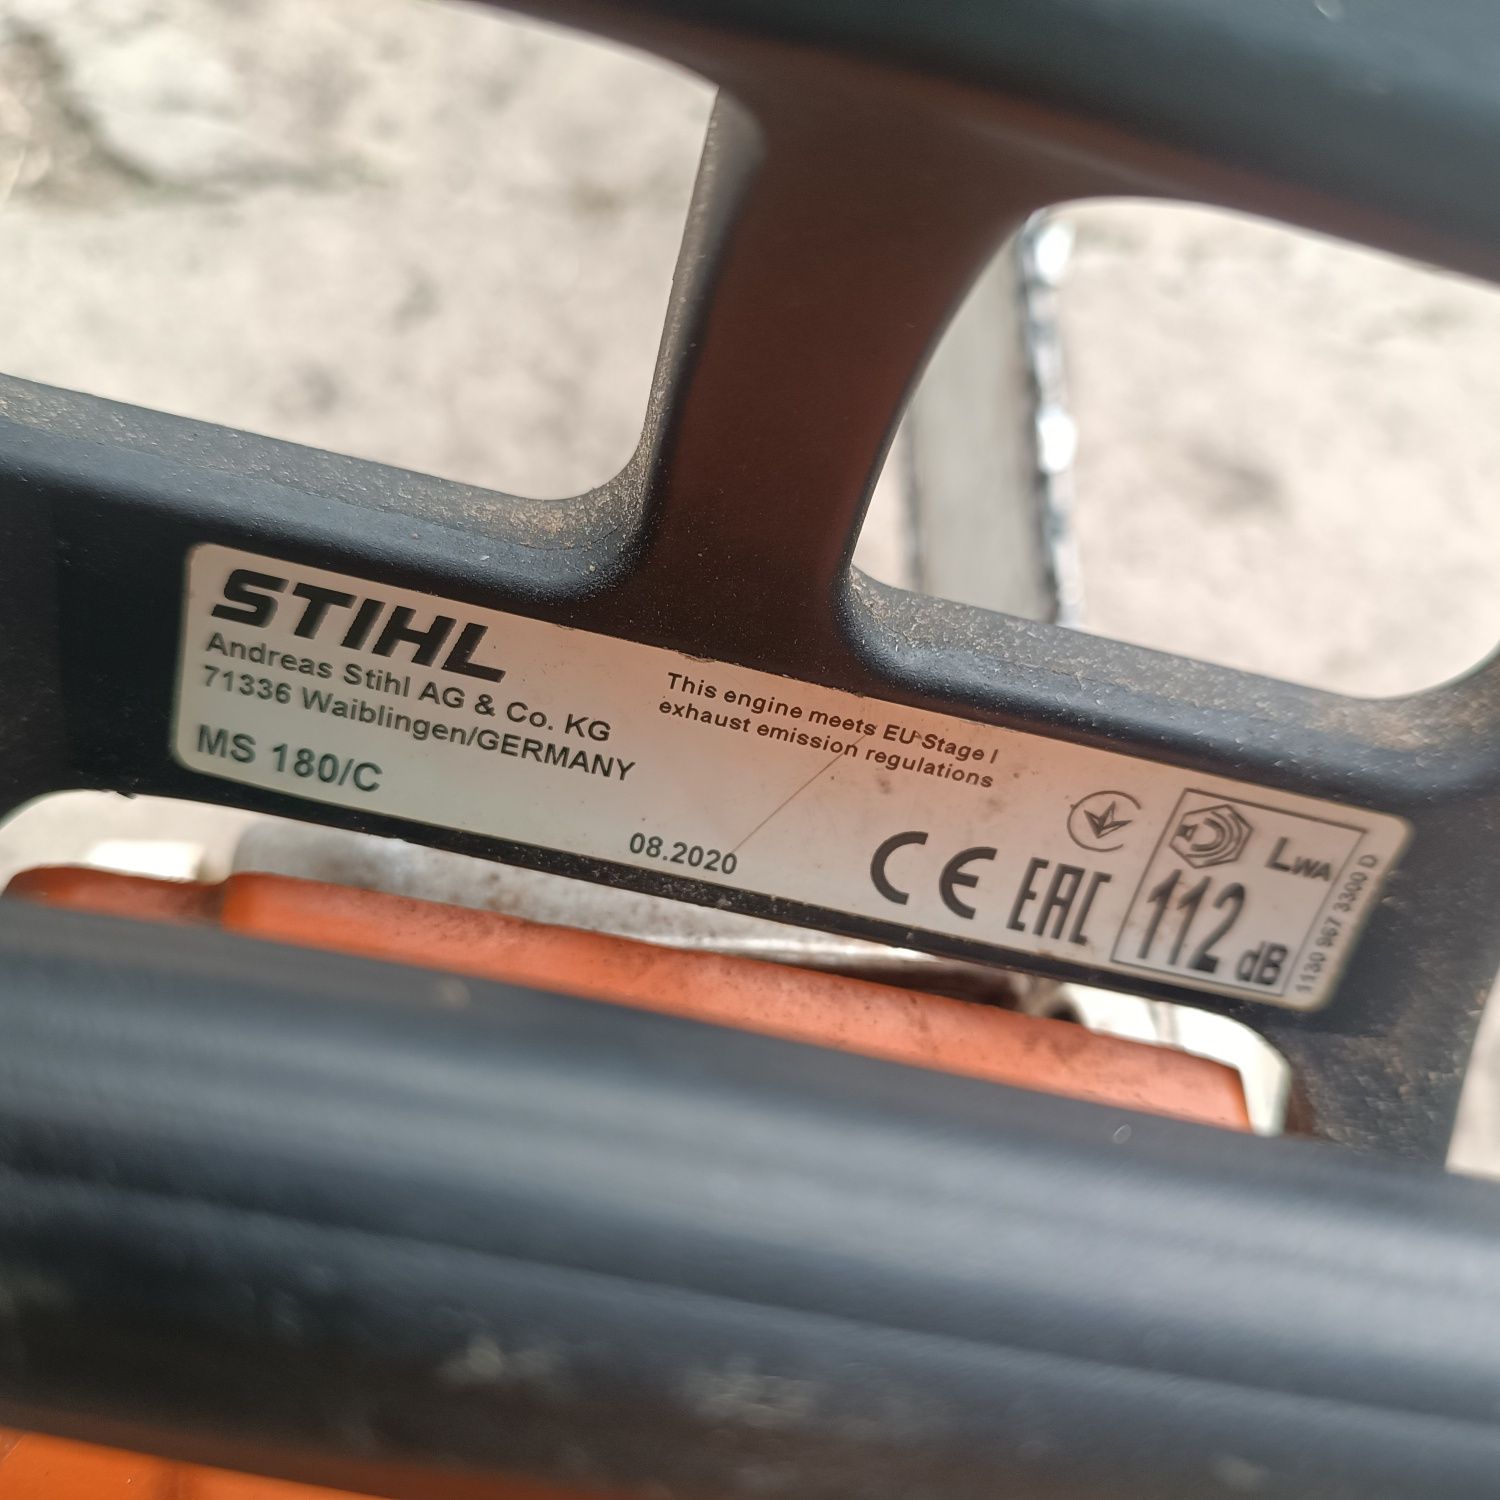 STIHL
Andreas Stihl AG & Co. KG
71336 Waiblingen/GERMANY
MS 180/C
This engine meets EU Stage I
exhaust emission regulations
08.2020
CE
EAC
LWA
112 dB
1130 967 3300 D